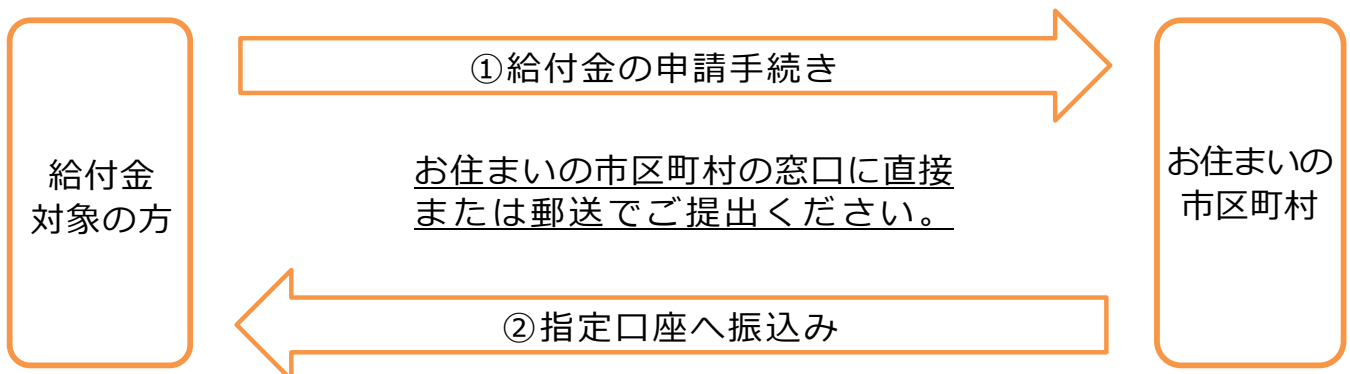 給付金
対象の方
①給付金の申請手続き
お住まいの市区町村の窓口に直接
または郵送でご提出ください。
②指定口座へ振込み
お住まいの
市区町村